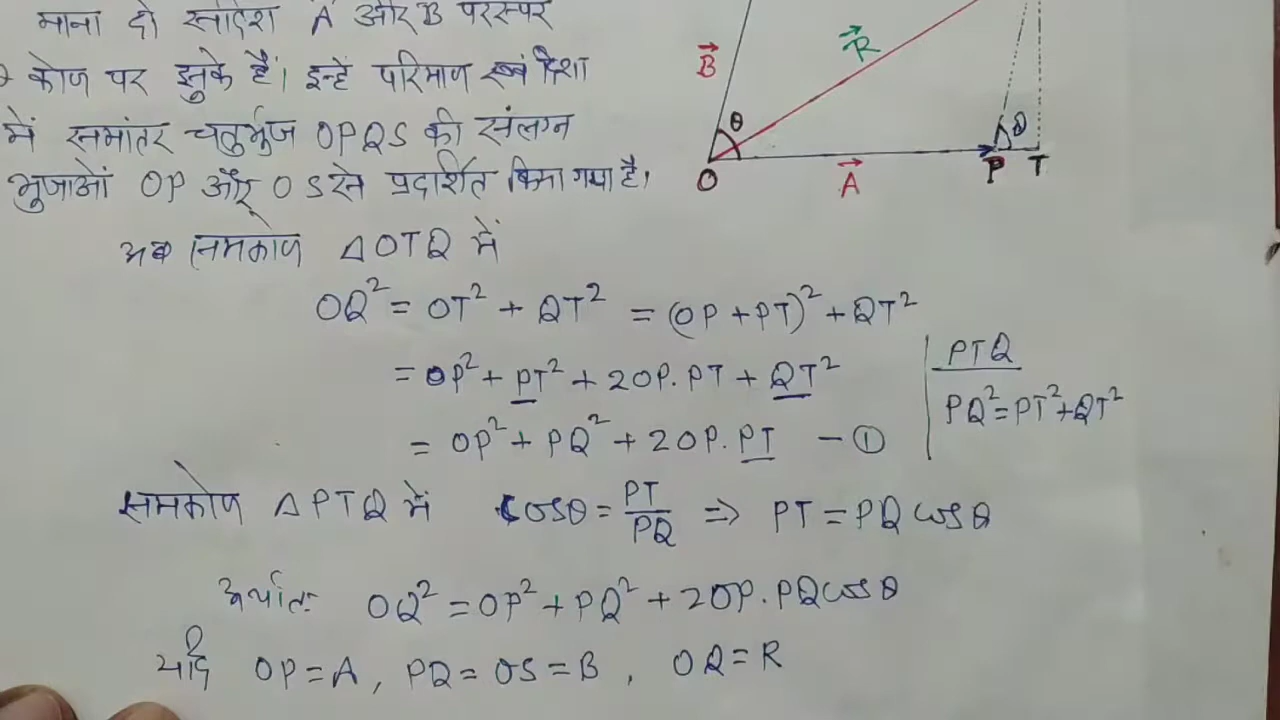 माना दो सदिश A और B परस्पर
θ कोण पर झुके हैं। इन्हें परिमाण एवं दिशा
में समांतर चतुर्भुज OPQS की संलग्न
भुजाओं OP और OS से प्रदर्शित किया गया है।
B⃗
R⃗
θ
θ
O
A⃗
P
T
अब समकोण △OTQ में
OQ² = OT² + QT² = (OP + PT)² + QT²
= OP² + PT² + 2OP.PT + QT²
= OP² + PQ² + 2OP.PT — ①
PTQ
PQ² = PT² + QT²
समकोण △PTQ में cosθ = PT/PQ ⇒ PT = PQ cosθ
अर्थात: OQ² = OP² + PQ² + 2OP.PQ cosθ
यदि OP = A, PQ = OS = B, OQ = R